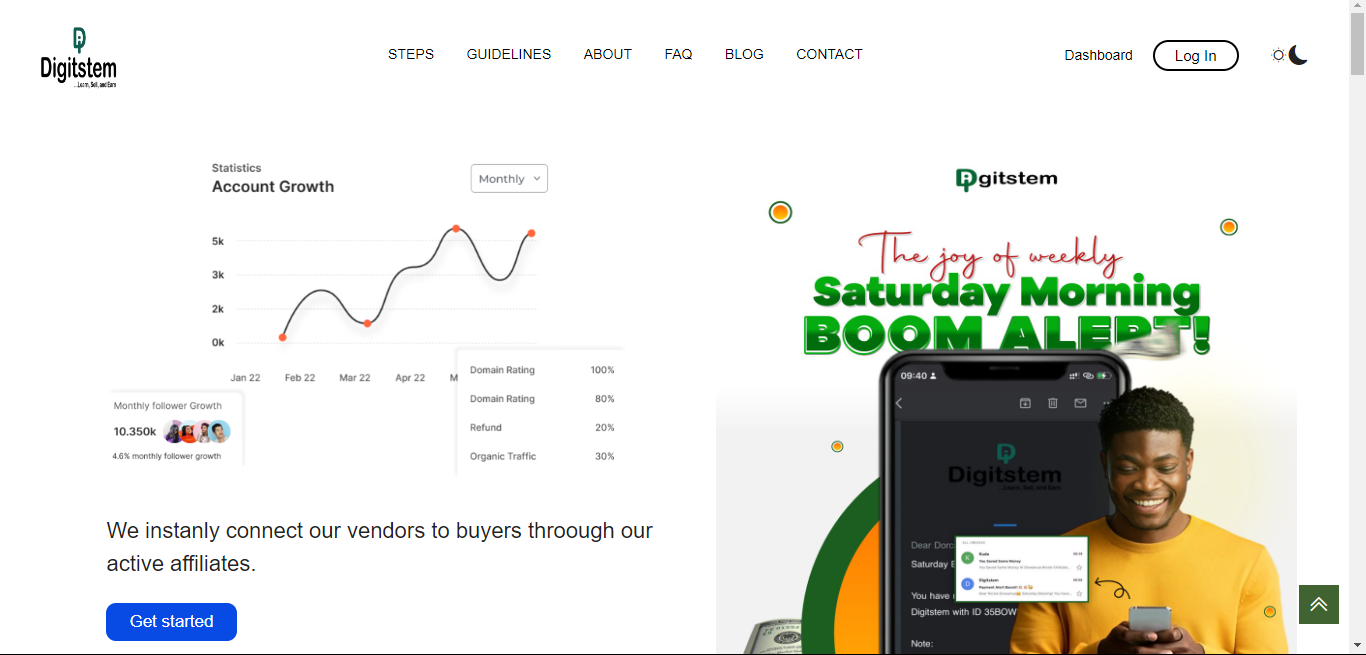 Digitstem
...Learn, Sell, and Earn
STEPS
GUIDELINES
ABOUT
FAQ
BLOG
CONTACT
Dashboard
Log In
Statistics
Account Growth
Monthly
5k
3k
2k
0k
Jan 22
Feb 22
Mar 22
Apr 22
M
Domain Rating 100%
Domain Rating 80%
Refund 20%
Organic Traffic 30%
Monthly follower Growth
10.350k
4.6% monthly follower growth
We instanly connect our vendors to buyers throough our
active affiliates.
Get started
Digitstem
The joy of weekly
Saturday Morning
BOOM ALERT!
09:40
Digitstem
...Learn, Sell, and Earn
Dear Dorc
Saturday B
K
Kuda
You Saved Some Money
D
Digitstem
Payment Alert Boom!!
You have
Digitstem with ID 35BOW
Note: